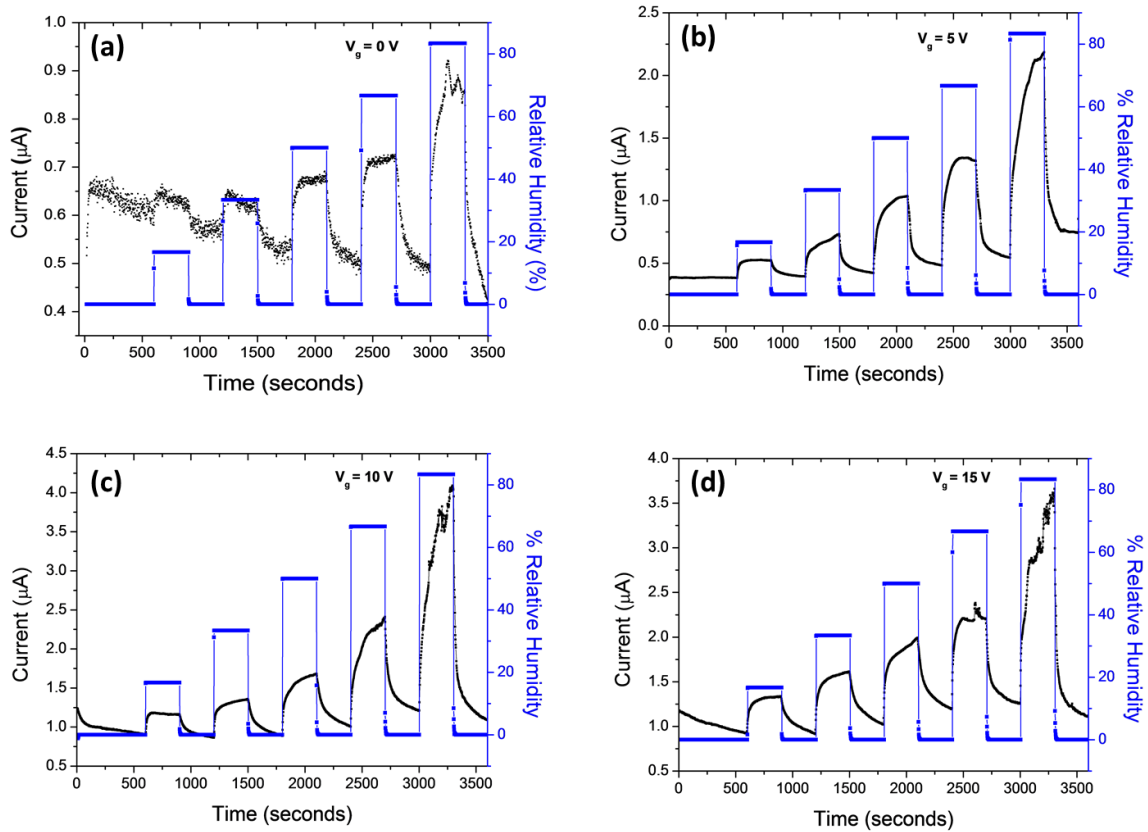 (a)
V_g = 0 V
1.0
0.9
0.8
0.7
0.6
0.5
0.4
Current (μA)
80
60
40
20
0
Relative Humidity (%)
0 500 1000 1500 2000 2500 3000 3500
Time (seconds)
(b)
V_g = 5 V
2.5
2.0
1.5
1.0
0.5
0.0
Current (μA)
80
60
40
20
0
% Relative Humidity
0 500 1000 1500 2000 2500 3000 3500
Time (seconds)
(c)
V_g = 10 V
4.5
4.0
3.5
3.0
2.5
2.0
1.5
1.0
0.5
Current (μA)
80
60
40
20
0
% Relative Humidity
0 500 1000 1500 2000 2500 3000 3500
Time (seconds)
(d)
V_g = 15 V
4.0
3.5
3.0
2.5
2.0
1.5
1.0
0.5
Current (μA)
80
60
40
20
0
% Relative Humidity
0 500 1000 1500 2000 2500 3000 3500
Time (seconds)